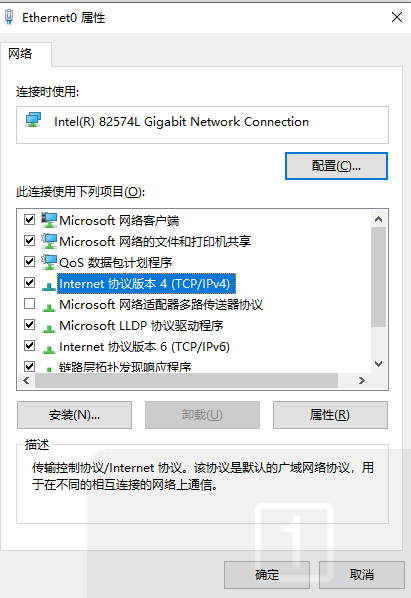 Ethernet0 属性
网络
连接时使用:
Intel(R) 82574L Gigabit Network Connection
配置(C)...
此连接使用下列项目(O):
Microsoft 网络客户端
Microsoft 网络的文件和打印机共享
QoS 数据包计划程序
Internet 协议版本 4 (TCP/IPv4)
Microsoft 网络适配器多路传送器协议
Microsoft LLDP 协议驱动程序
Internet 协议版本 6 (TCP/IPv6)
链路层拓扑发现响应程序
安装(N)...
卸载(U)
属性(R)
描述
传输控制协议/Internet 协议。该协议是默认的广域网络协议，用
于在不同的相互连接的网络上通信。
1
确定
取消